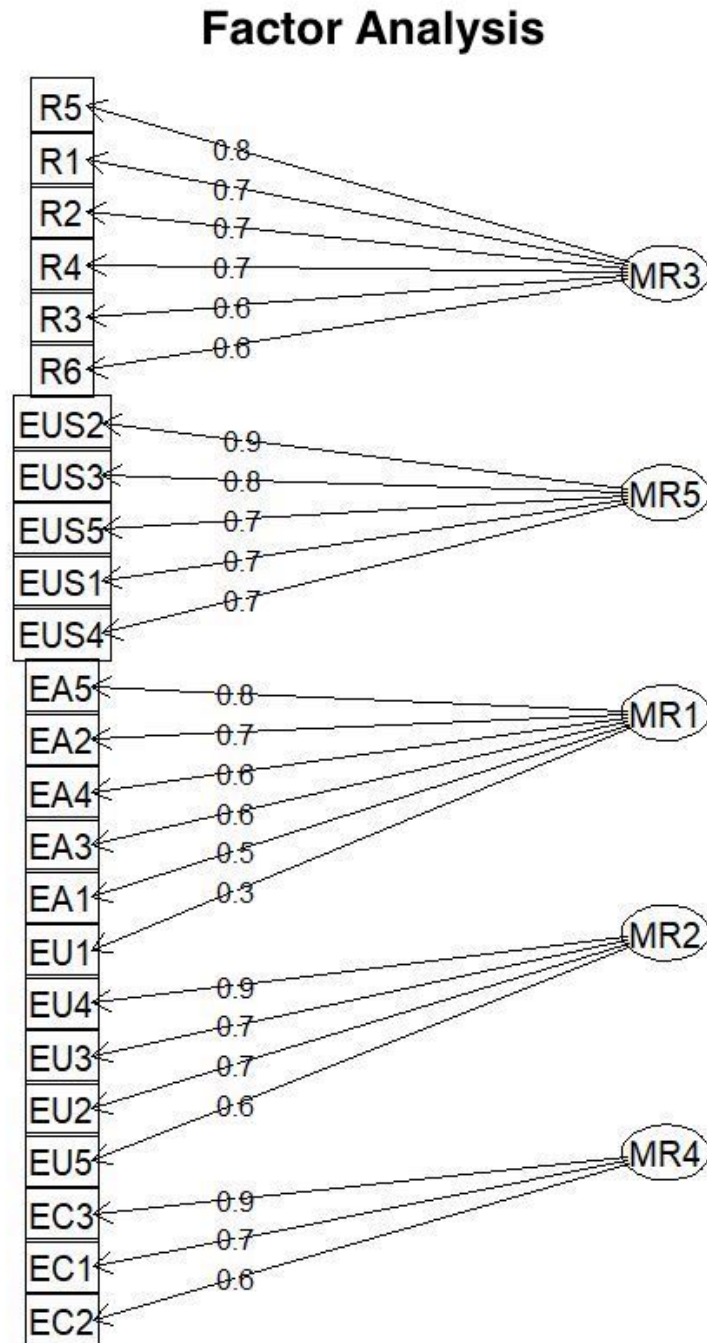 Factor Analysis
R5
0.8
R1
0.7
R2
0.7
R4
0.7
MR3
R3
0.6
R6
0.6
EUS2
0.9
EUS3
0.8
MR5
EUS5
0.7
EUS1
0.7
EUS4
0.7
EA5
0.8
MR1
EA2
0.7
EA4
0.6
EA3
0.6
EA1
0.5
EU1
0.3
MR2
EU4
0.9
EU3
0.7
EU2
0.7
EU5
0.6
MR4
EC3
0.9
EC1
0.7
EC2
0.6